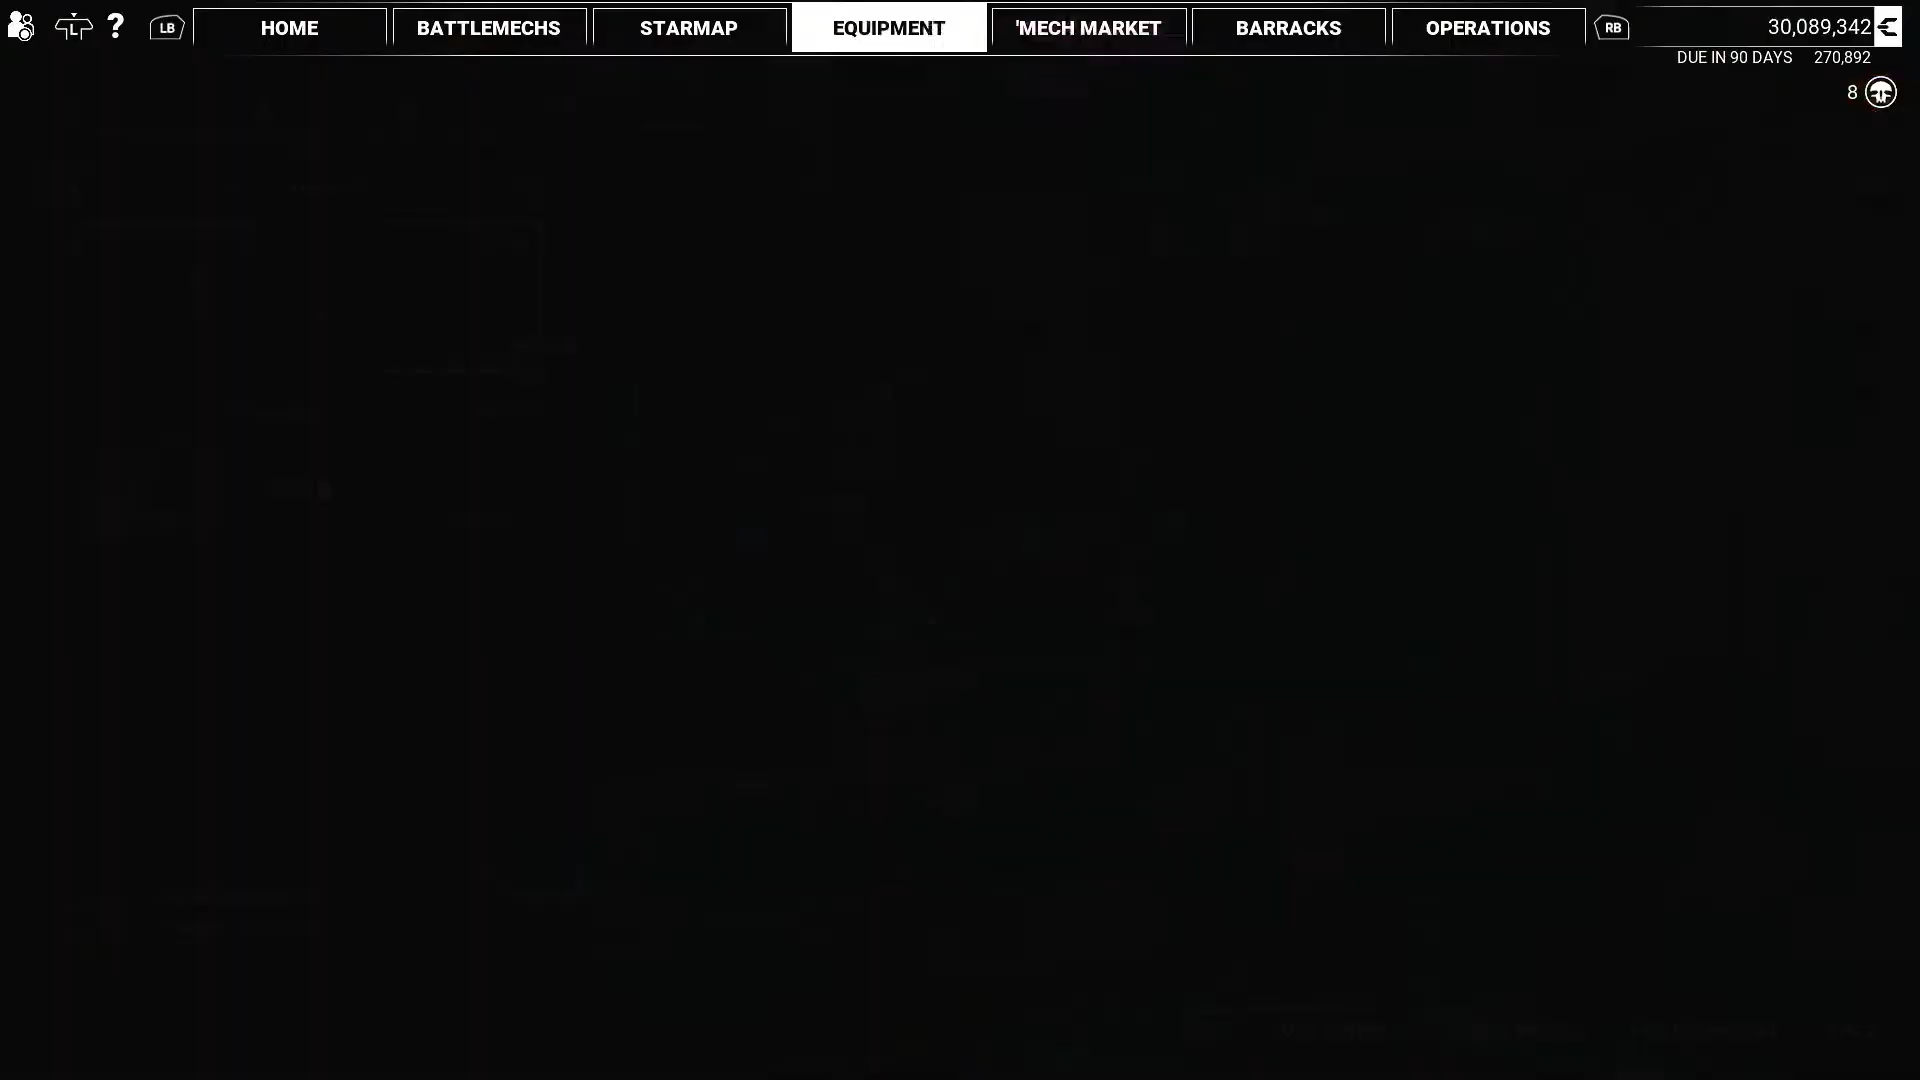 L ? LB HOME BATTLEMECHS STARMAP EQUIPMENT 'MECH MARKET BARRACKS OPERATIONS RB 30,089,342
DUE IN 90 DAYS 270,892
8